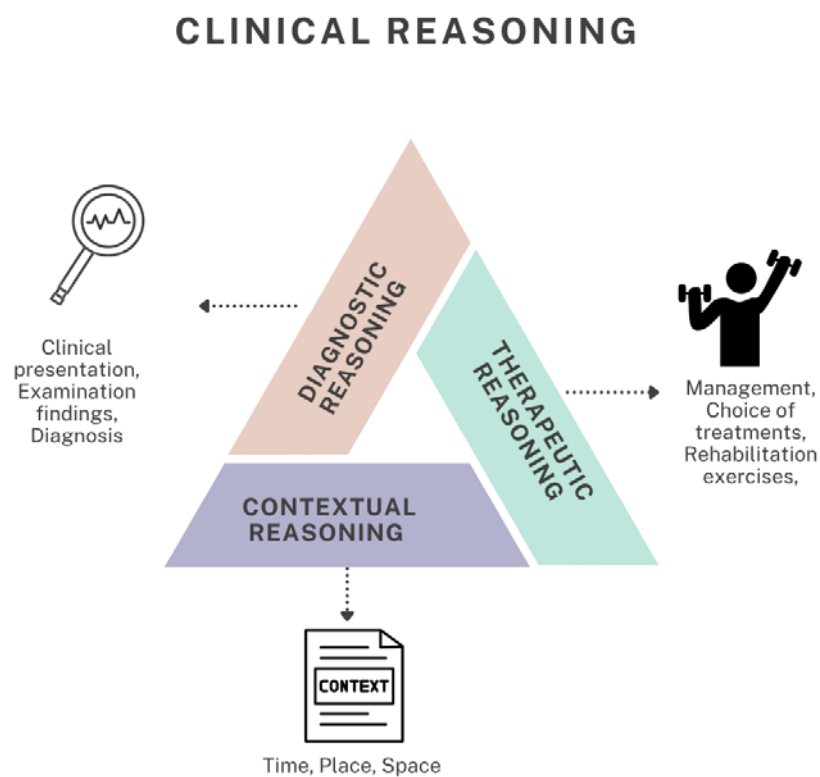 CLINICAL REASONING
DIAGNOSTIC
REASONING
Clinical
presentation,
Examination
findings,
Diagnosis
THERAPEUTIC
REASONING
Management,
Choice of
treatments,
Rehabilitation
exercises,
CONTEXTUAL
REASONING
CONTEXT
Time, Place, Space